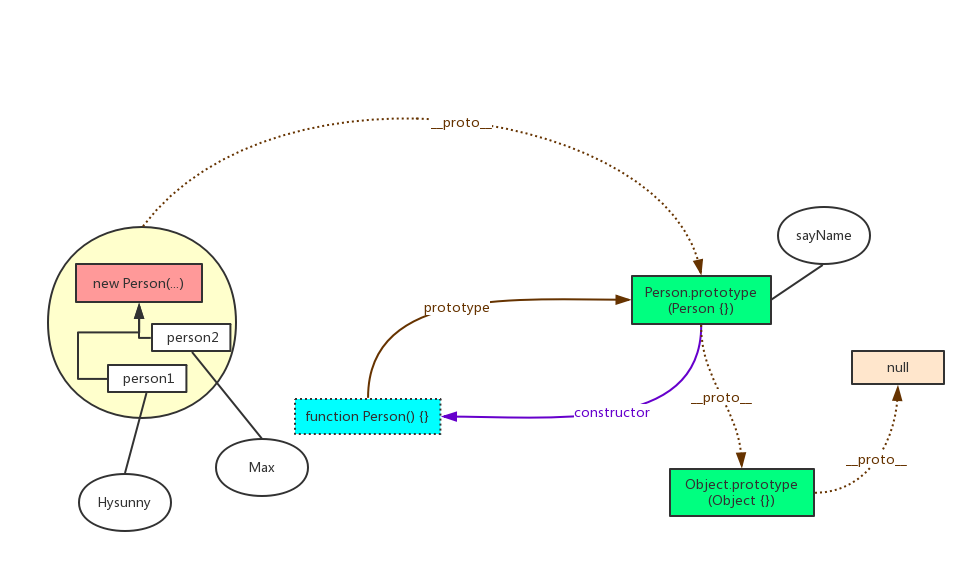 __proto__
sayName
new Person(...)
Person.prototype
(Person {})
prototype
person2
null
person1
__proto__
constructor
function Person() {}
__proto__
Max
Object.prototype
(Object {})
Hysunny